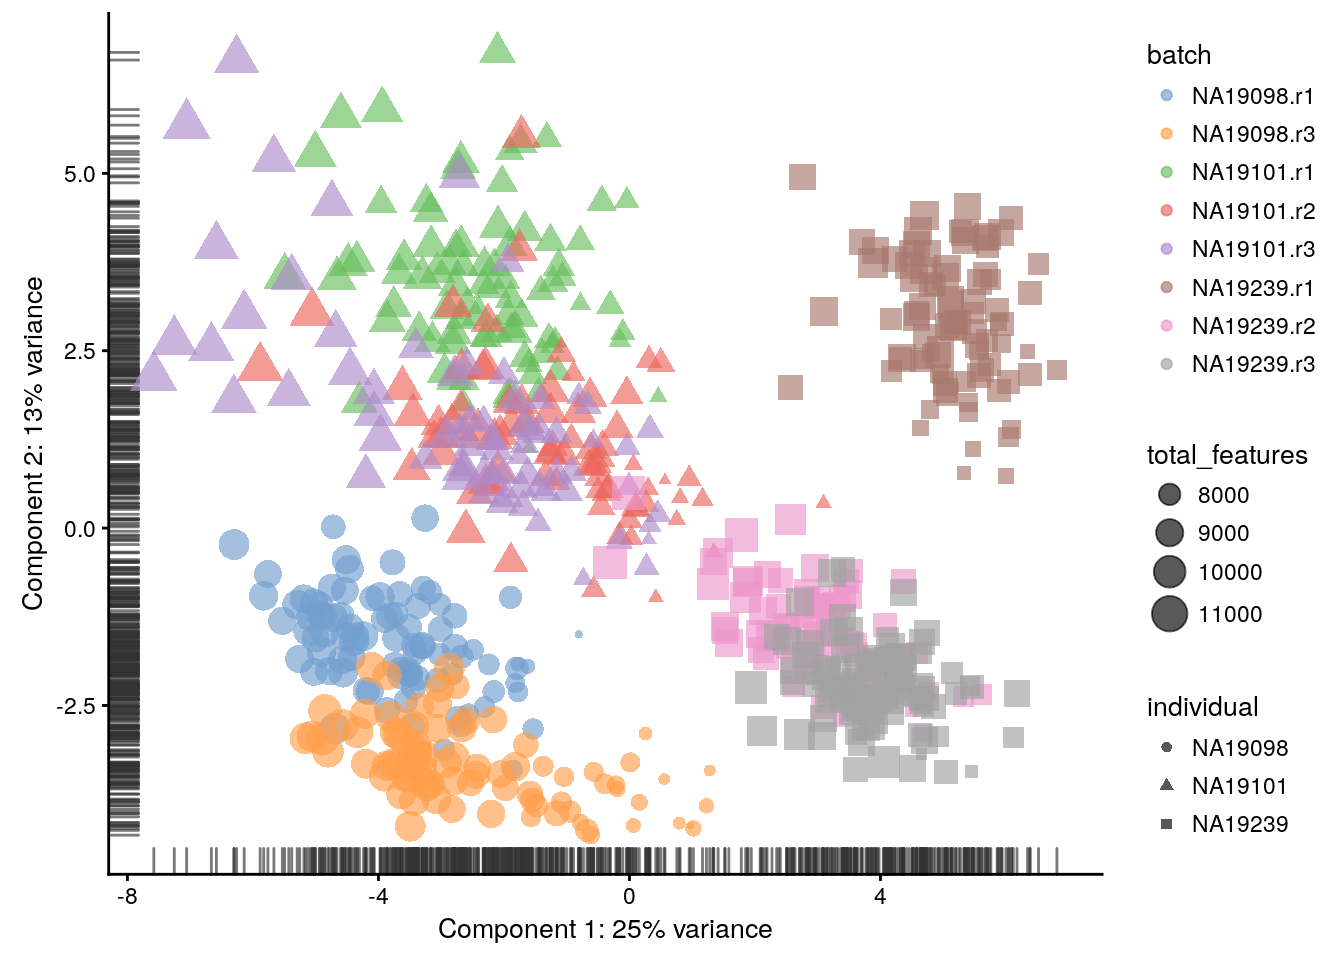 5.0
2.5
0.0
-2.5
Component 2: 13% variance
-8
-4
0
4
Component 1: 25% variance
batch
NA19098.r1
NA19098.r3
NA19101.r1
NA19101.r2
NA19101.r3
NA19239.r1
NA19239.r2
NA19239.r3
total_features
8000
9000
10000
11000
individual
NA19098
NA19101
NA19239